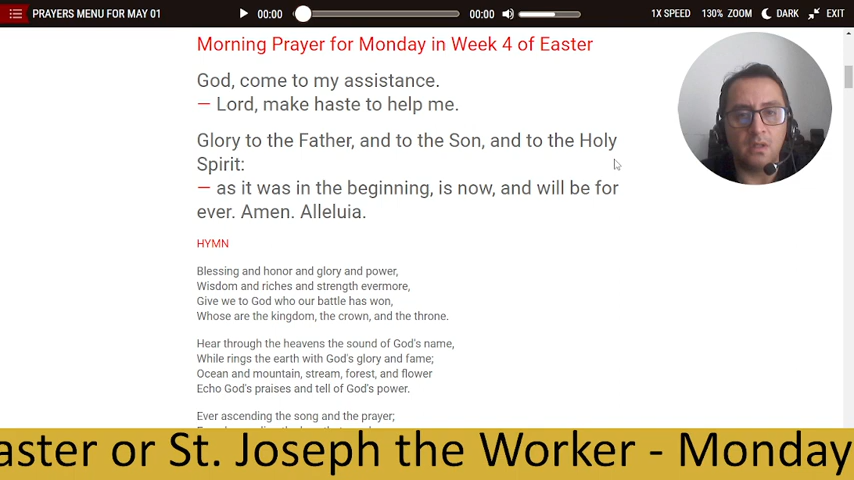 PRAYERS MENU FOR MAY 01 00:00 00:00 1X SPEED 130% ZOOM DARK EXIT
Morning Prayer for Monday in Week 4 of Easter
God, come to my assistance.
— Lord, make haste to help me.
Glory to the Father, and to the Son, and to the Holy
Spirit:
— as it was in the beginning, is now, and will be for
ever. Amen. Alleluia.
HYMN
Blessing and honor and glory and power,
Wisdom and riches and strength evermore,
Give we to God who our battle has won,
Whose are the kingdom, the crown, and the throne.
Hear through the heavens the sound of God's name,
While rings the earth with God's glory and fame;
Ocean and mountain, stream, forest, and flower
Echo God's praises and tell of God's power.
Ever ascending the song and the prayer;
aster or St. Joseph the Worker - Monday